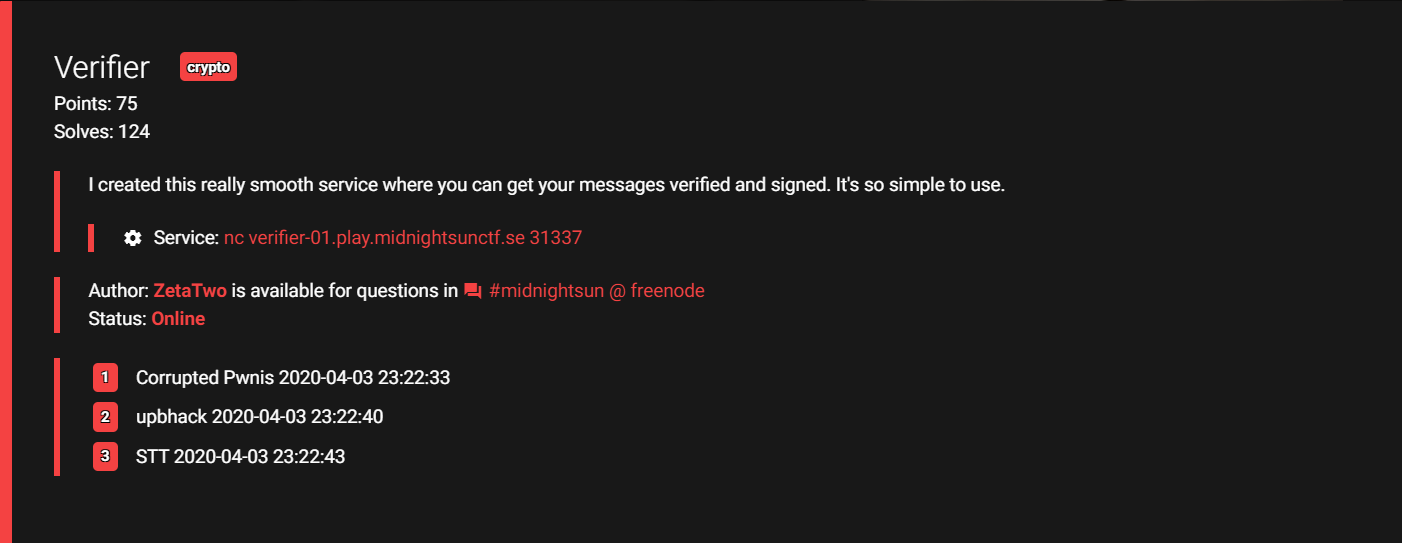 Verifier crypto
Points: 75
Solves: 124
I created this really smooth service where you can get your messages verified and signed. It's so simple to use.
Service: nc verifier-01.play.midnightsunctf.se 31337
Author: ZetaTwo is available for questions in #midnightsun @ freenode
Status: Online
1 Corrupted Pwnis 2020-04-03 23:22:33
2 upbhack 2020-04-03 23:22:40
3 STT 2020-04-03 23:22:43